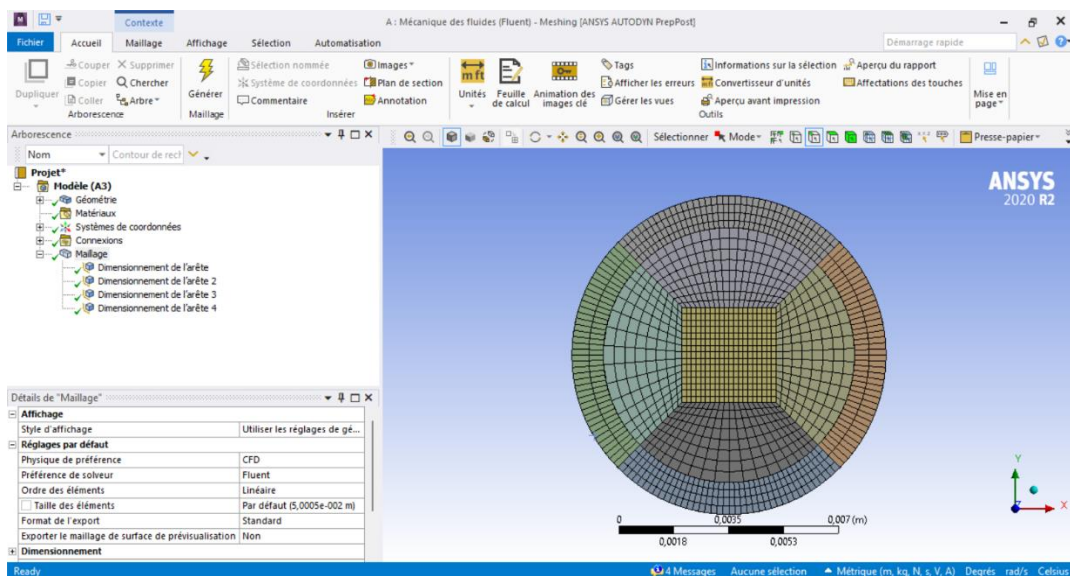 Contexte
A : Mécanique des fluides (Fluent) - Meshing [ANSYS AUTODYN PrepPost]
Fichier Accueil Maillage Affichage Sélection Automatisation Démarrage rapide
Dupliquer
Couper Supprimer
Copier Chercher
Coller Arbre
Arborescence
Générer
Maillage
Sélection nommée
Système de coordonnées
Commentaire
Images
Plan de section
Annotation
Insérer
Unités
Feuille de calcul
Animation des images clé
Tags
Afficher les erreurs
Gérer les vues
Informations sur la sélection
Convertisseur d'unités
Aperçu avant impression
Aperçu du rapport
Affectations des touches
Outils
Mise en page
Arborescence
Nom Contour de rect
Sélectionner Mode Presse-papier
Projet*
Modèle (A3)
Géométrie
Matériaux
Systèmes de coordonnées
Connexions
Maillage
Dimensionnement de l'arête
Dimensionnement de l'arête 2
Dimensionnement de l'arête 3
Dimensionnement de l'arête 4
ANSYS
2020 R2
Détails de "Maillage"
Affichage
Style d'affichage Utiliser les réglages de gé...
Réglages par défaut
Physique de préférence CFD
Préférence de solveur Fluent
Ordre des éléments Linéaire
Taille des éléments Par défaut (5,0005e-002 m)
Format de l'export Standard
Exporter le maillage de surface de prévisualisation Non
Dimensionnement
0 0,0035 0,007 (m)
0,0018 0,0053
Y
Z X
Ready 4 Messages Aucune sélection Métrique (m, kg, N, s, V, A) Degrés rad/s Celsius